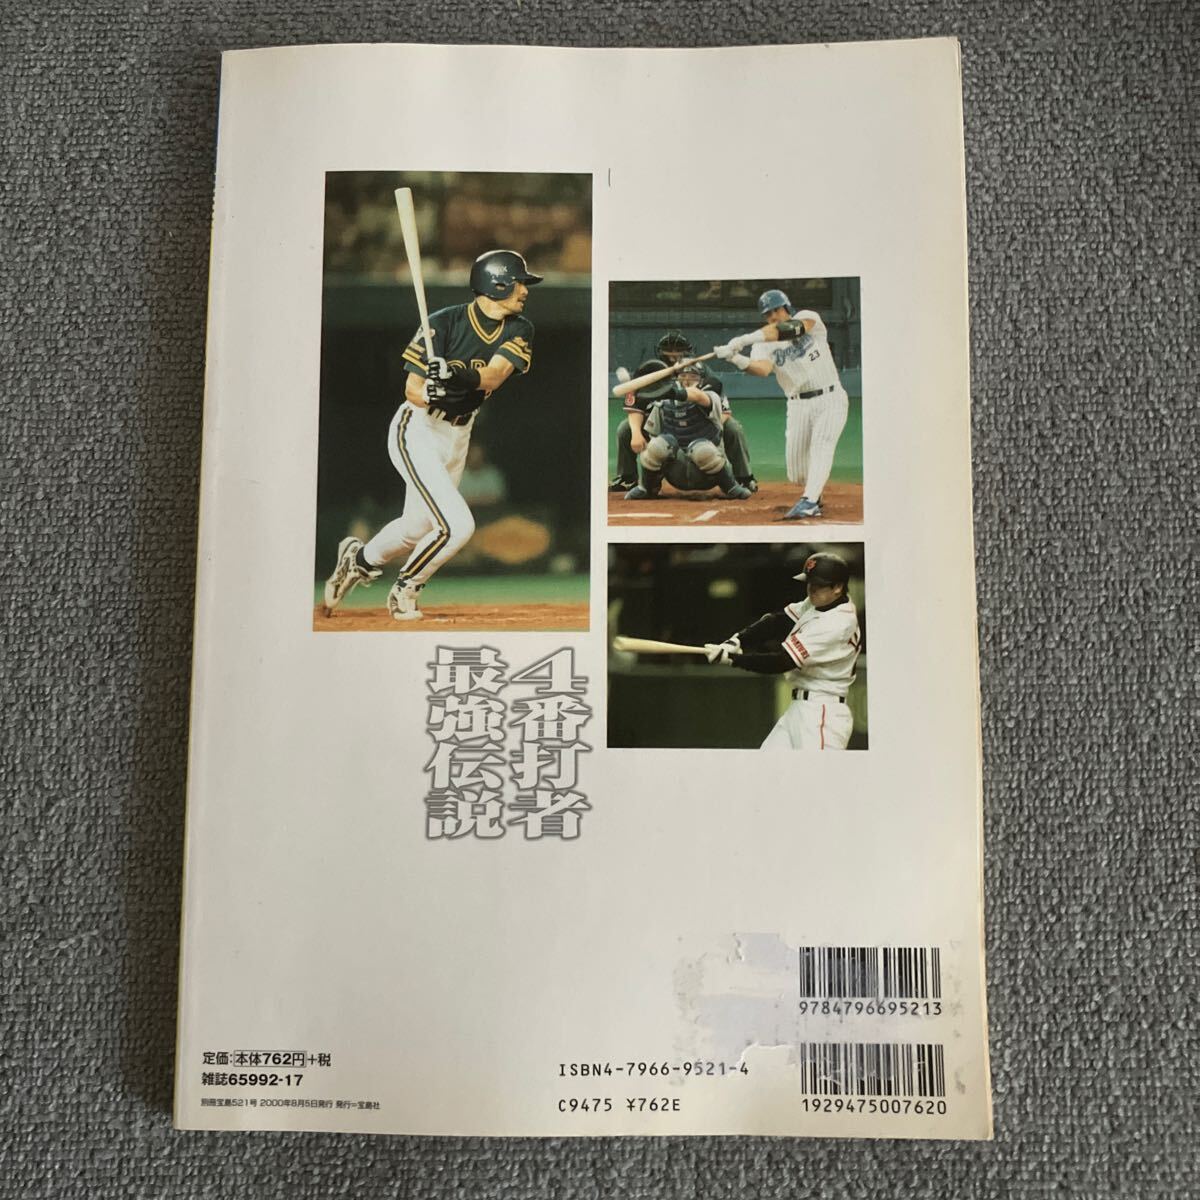 23
4番打者
最強伝説
9784796695213
定価:本体762円+税
雑誌65992-17
別冊宝島521号 2000年8月5日発行 発行=宝島社
ISBN4-7966-9521-4
C9475 ¥762E
1929475007620